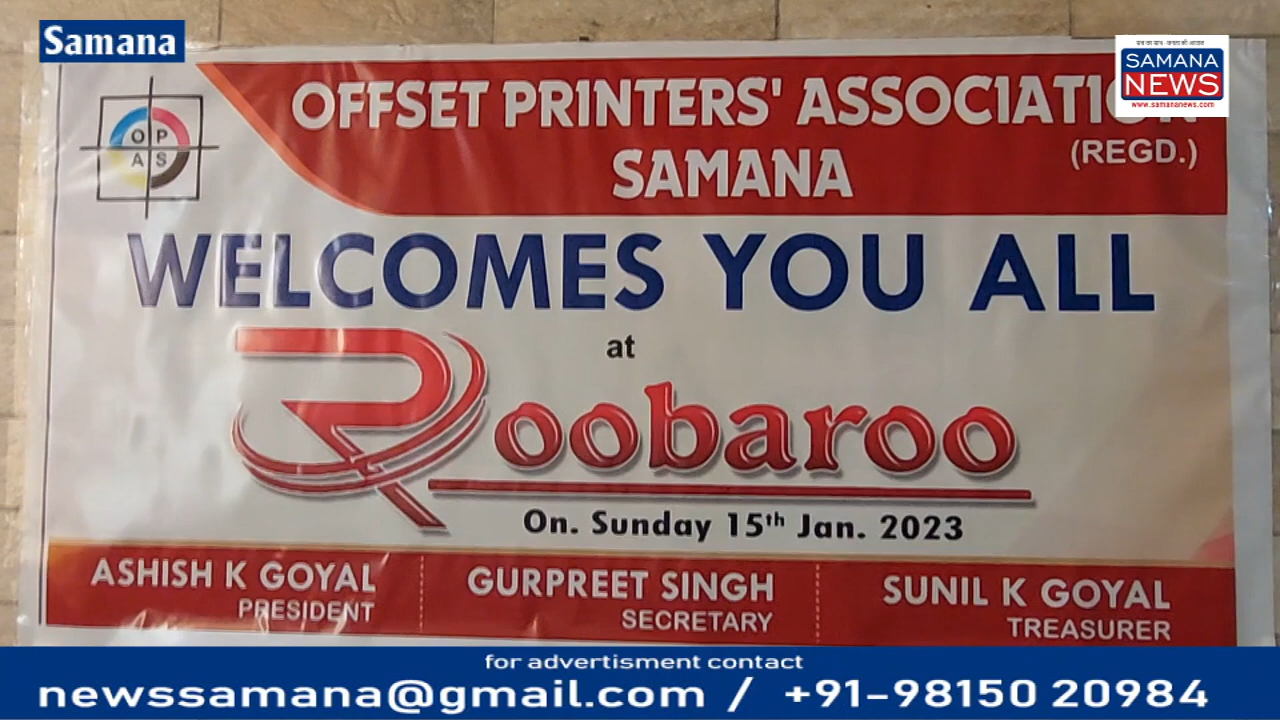 Samana
SAMANA
NEWS
www.samananews.com
OFFSET PRINTERS' ASSOCIATION
(REGD.)
SAMANA
O P
A S
WELCOMES YOU ALL
at
Roobaroo
On. Sunday 15th Jan. 2023
ASHISH K GOYAL
PRESIDENT
GURPREET SINGH
SECRETARY
SUNIL K GOYAL
TREASURER
for advertisment contact
newssamana@gmail.com / +91-98150 20984